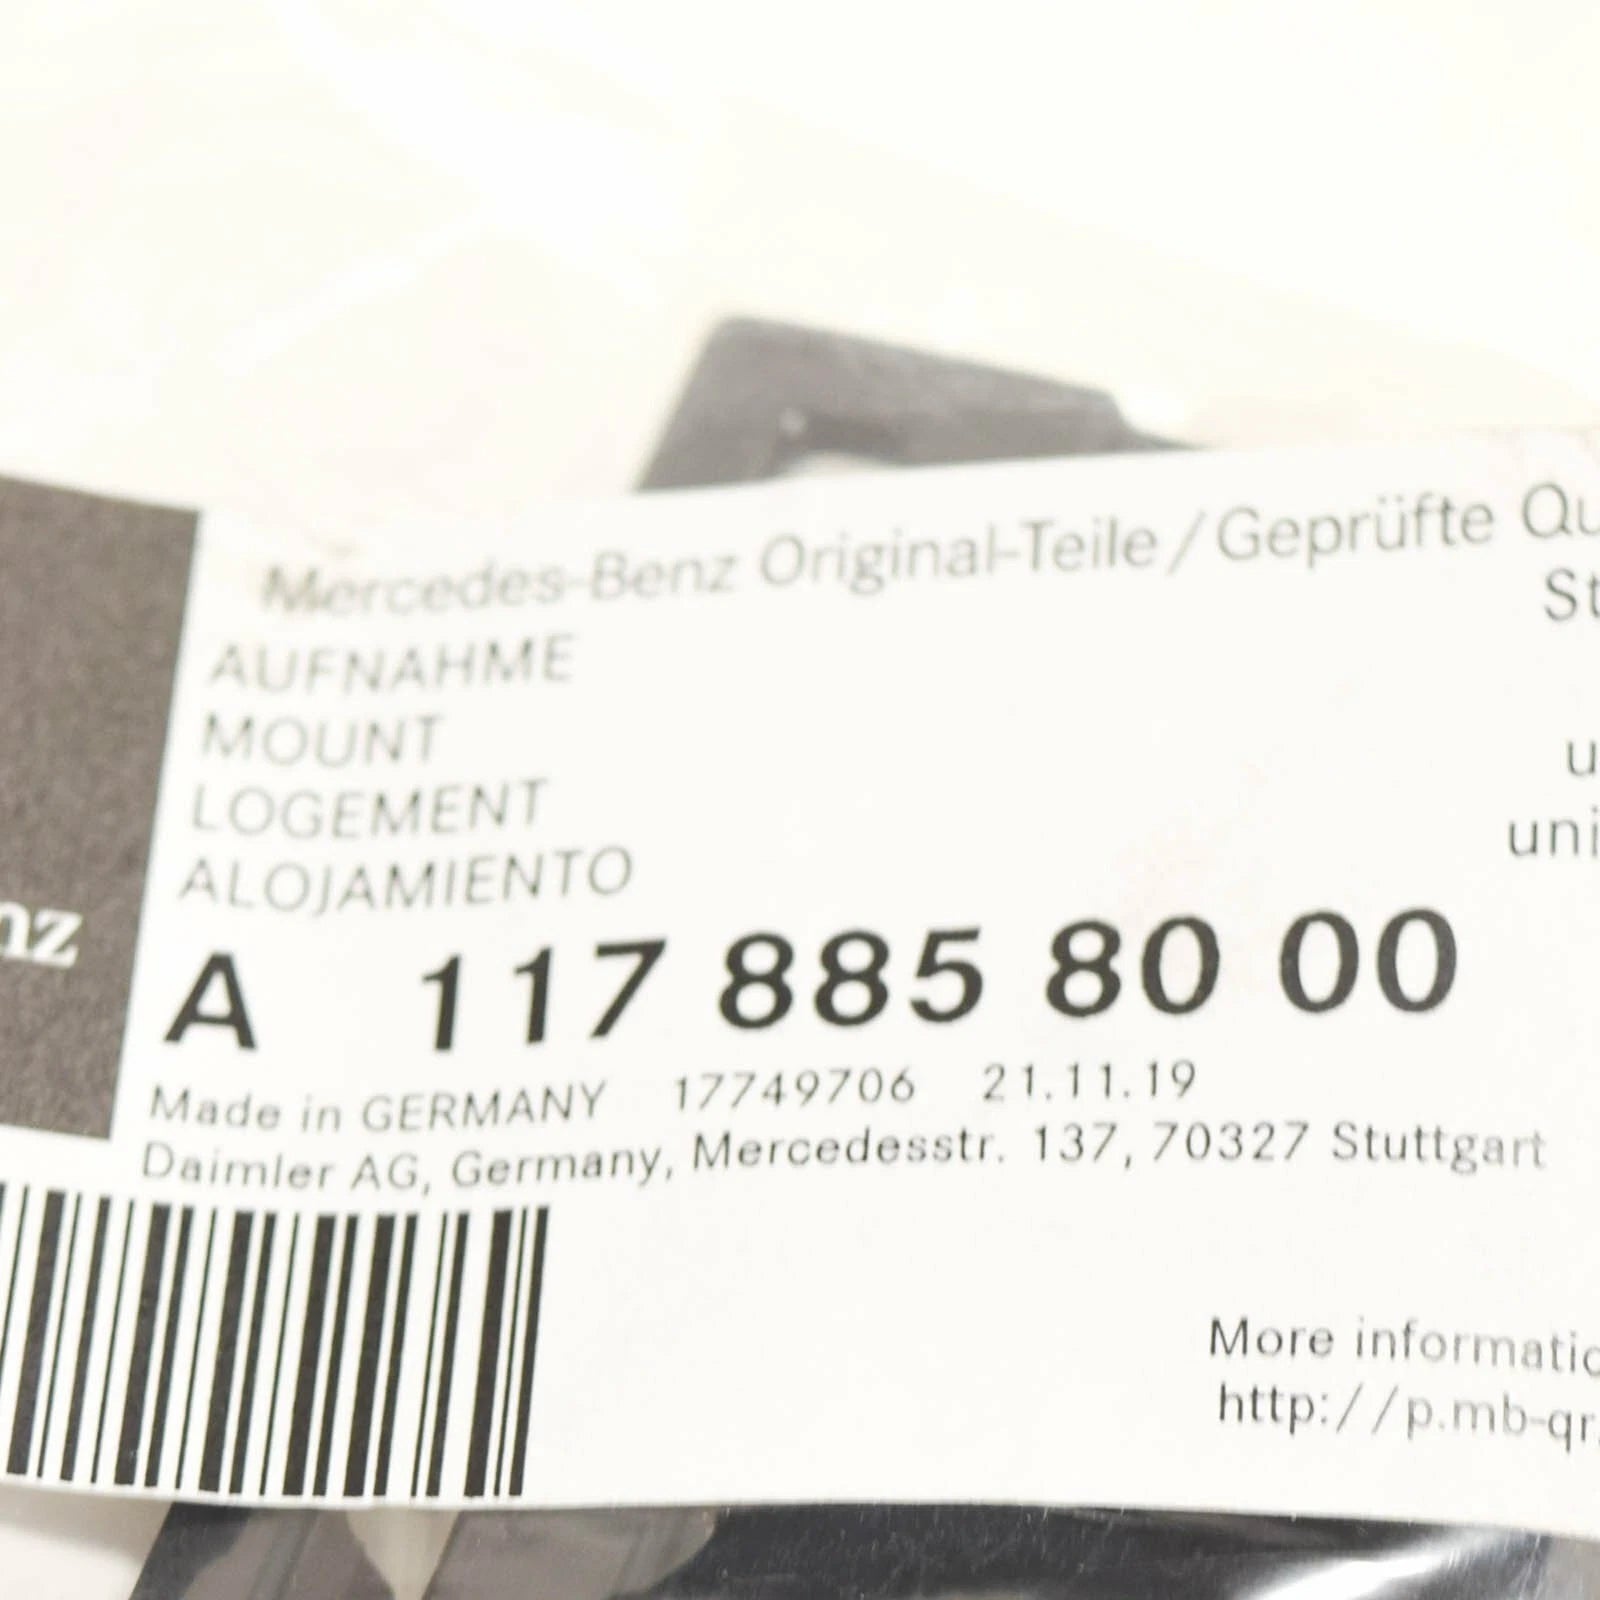 Mercedes-Benz Original-Teile / Geprüfte Qu
St
AUFNAHME
MOUNT
u
LOGEMENT
uni
ALOJAMIENTO
nz
A 117 885 80 00
Made in GERMANY 17749706 21.11.19
Daimler AG, Germany, Mercedesstr. 137, 70327 Stuttgart
More informatio
http://p.mb-qr.